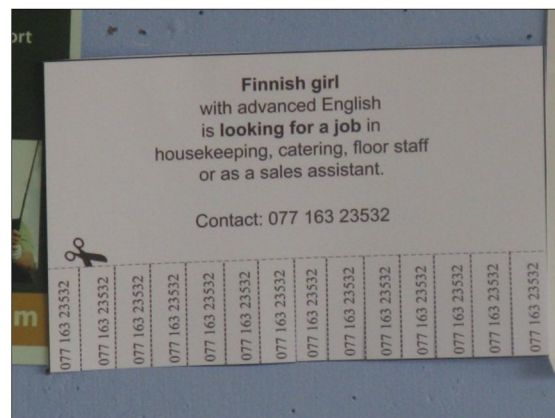 ort
Finnish girl
with advanced English
is looking for a job in
housekeeping, catering, floor staff
or as a sales assistant.
Contact: 077 163 23532
m
077 163 23532
077 163 23532
077 163 23532
077 163 23532
077 163 23532
077 163 23532
077 163 23532
077 163 23532
077 163 23532
077 163 23532
077 163 23532
077 163 23532
077 163 23532
077 163 23532